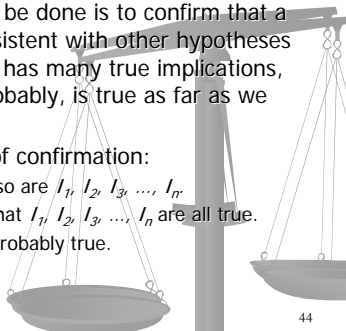 be done is to confirm that a
sistent with other hypotheses
has many true implications,
obably, is true as far as we
of confirmation:
so are I1, I2, I3, ..., In.
hat I1, I2, I3, ..., In are all true.
robably true.
44